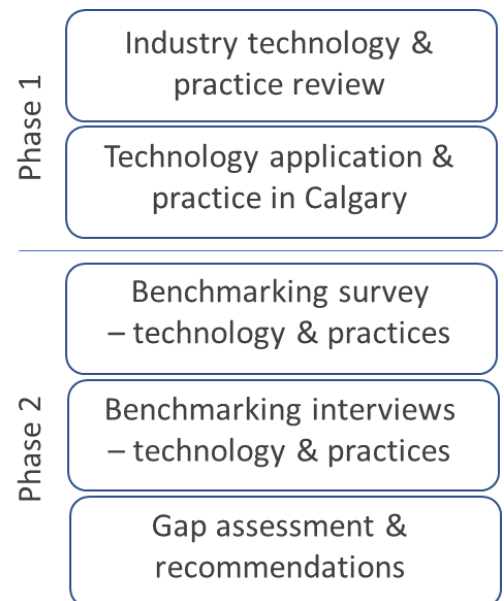 Phase 1
Industry technology &
practice review
Technology application &
practice in Calgary
Phase 2
Benchmarking survey
– technology & practices
Benchmarking interviews
– technology & practices
Gap assessment &
recommendations